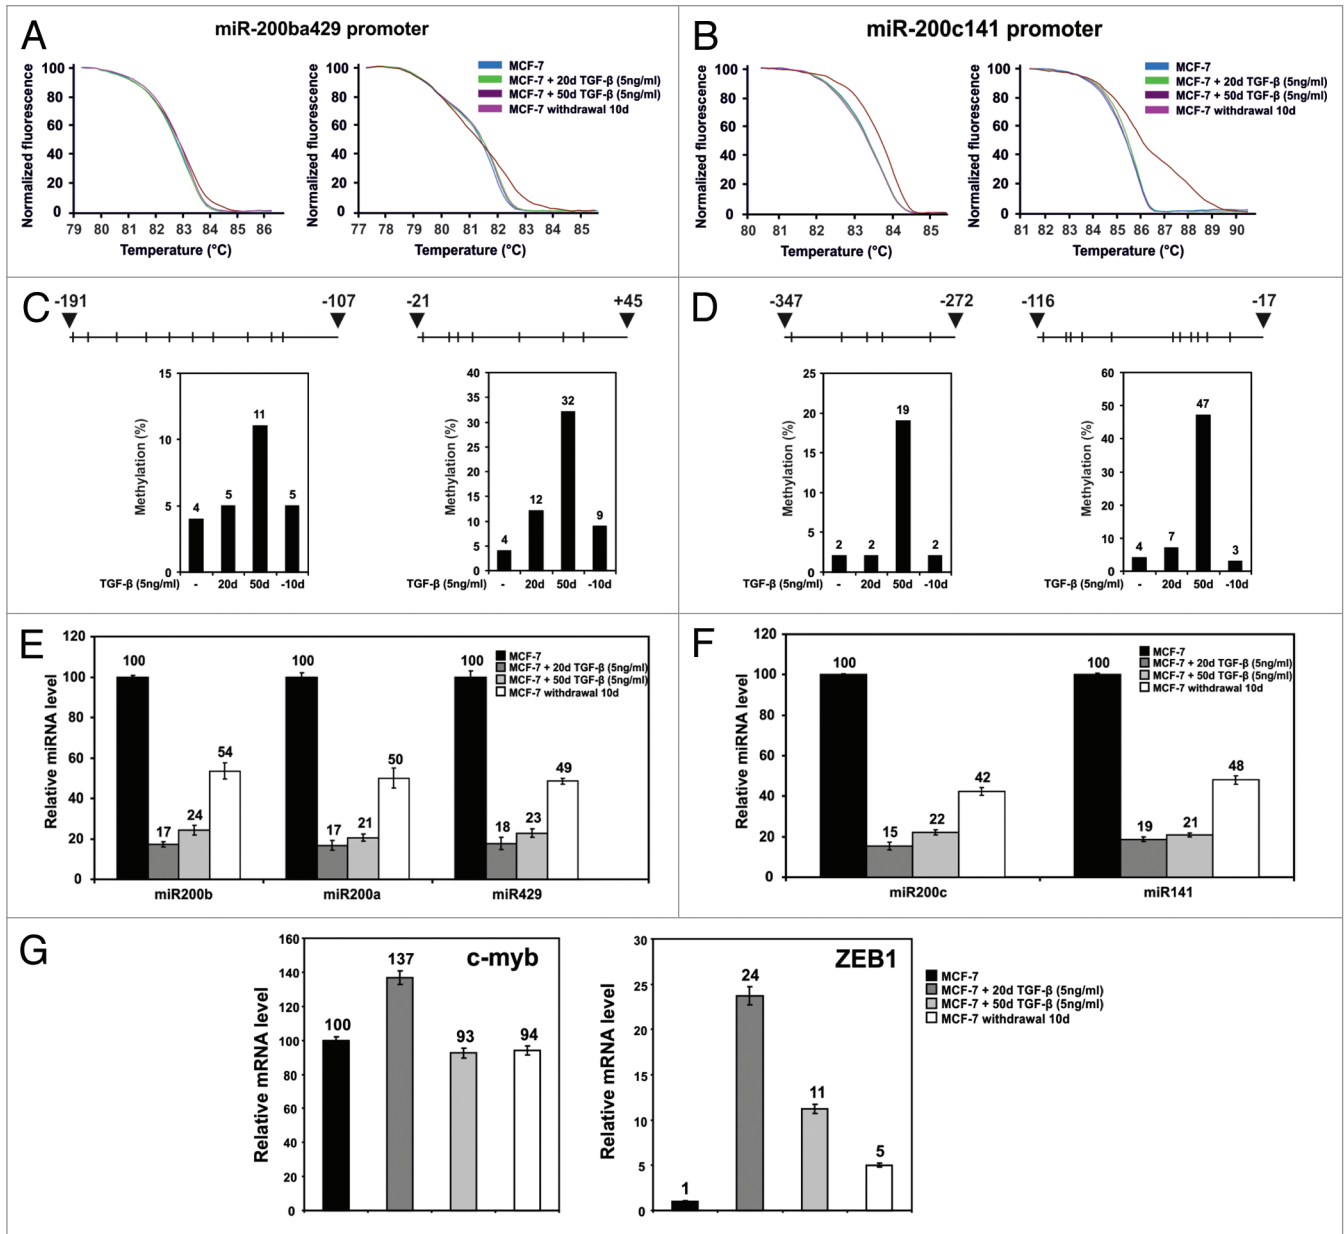 A
miR-200ba429 promoter
Normalized fluorescence
100
80
60
40
20
0
79 80 81 82 83 84 85 86
Temperature (°C)
Normalized fluorescence
100
80
60
40
20
0
77 78 79 80 81 82 83 84 85
Temperature (°C)
MCF-7
MCF-7 + 20d TGF-β (5ng/ml)
MCF-7 + 50d TGF-β (5ng/ml)
MCF-7 withdrawal 10d
B
miR-200c141 promoter
Normalized fluorescence
100
80
60
40
20
0
80 81 82 83 84 85
Temperature (°C)
Normalized fluorescence
100
80
60
40
20
0
81 82 83 84 85 86 87 88 89 90
Temperature (°C)
MCF-7
MCF-7 + 20d TGF-β (5ng/ml)
MCF-7 + 50d TGF-β (5ng/ml)
MCF-7 withdrawal 10d
C
-191 -107 -21 +45
Methylation (%)
15
10
5
0
4 5 11 5
TGF-β (5ng/ml) - 20d 50d -10d
Methylation (%)
40
35
30
25
20
15
10
5
0
4 12 32 9
TGF-β (5ng/ml) - 20d 50d -10d
D
-347 -272 -116 -17
Methylation (%)
25
20
15
10
5
0
2 2 19 2
TGF-β (5ng/ml) - 20d 50d -10d
Methylation (%)
60
50
40
30
20
10
0
4 7 47 3
TGF-β (5ng/ml) - 20d 50d -10d
E
Relative miRNA level
120
100
80
60
40
20
0
100 17 24 54
100 17 21 50
100 18 23 49
miR200b miR200a miR429
MCF-7
MCF-7 + 20d TGF-β (5ng/ml)
MCF-7 + 50d TGF-β (5ng/ml)
MCF-7 withdrawal 10d
F
Relative miRNA level
120
100
80
60
40
20
0
100 15 22 42
100 19 21 48
miR200c miR141
MCF-7
MCF-7 + 20d TGF-β (5ng/ml)
MCF-7 + 50d TGF-β (5ng/ml)
MCF-7 withdrawal 10d
G
c-myb
Relative mRNA level
160
140
120
100
80
60
40
20
0
100 137 93 94
ZEB1
Relative mRNA level
30
25
20
15
10
5
0
1 24 11 5
MCF-7
MCF-7 + 20d TGF-β (5ng/ml)
MCF-7 + 50d TGF-β (5ng/ml)
MCF-7 withdrawal 10d